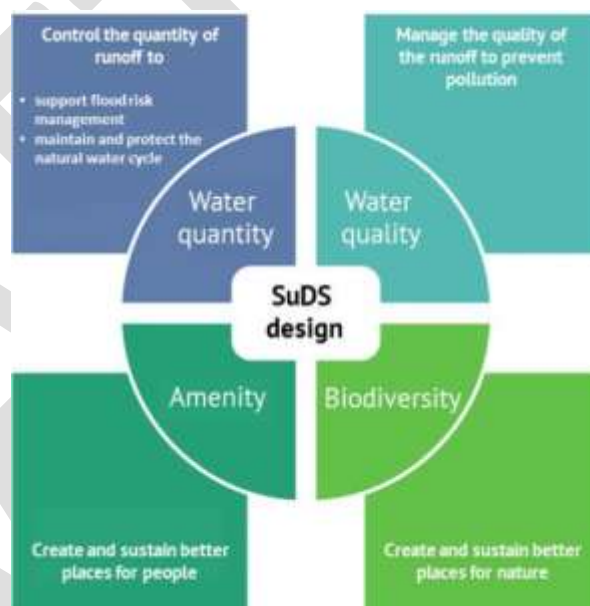 Control the quantity of
runoff to
• support flood risk
management
• maintain and protect the
natural water cycle
Manage the quality of
the runoff to prevent
pollution
Water
quantity
Water
quality
SuDS
design
Amenity
Biodiversity
Create and sustain better
places for people
Create and sustain better
places for nature